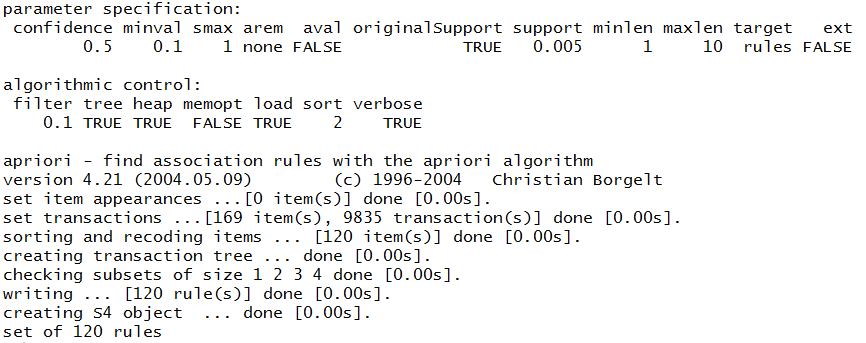 parameter specification:
confidence minval smax arem aval originalSupport support minlen maxlen target ext
0.5 0.1 1 none FALSE TRUE 0.005 1 10 rules FALSE
algorithmic control:
filter tree heap memopt load sort verbose
0.1 TRUE TRUE FALSE TRUE 2 TRUE
apriori - find association rules with the apriori algorithm
version 4.21 (2004.05.09) (c) 1996-2004 Christian Borgelt
set item appearances ...[0 item(s)] done [0.00s].
set transactions ...[169 item(s), 9835 transaction(s)] done [0.00s].
sorting and recoding items ... [120 item(s)] done [0.00s].
creating transaction tree ... done [0.00s].
checking subsets of size 1 2 3 4 done [0.00s].
writing ... [120 rule(s)] done [0.00s].
creating S4 object ... done [0.00s].
set of 120 rules